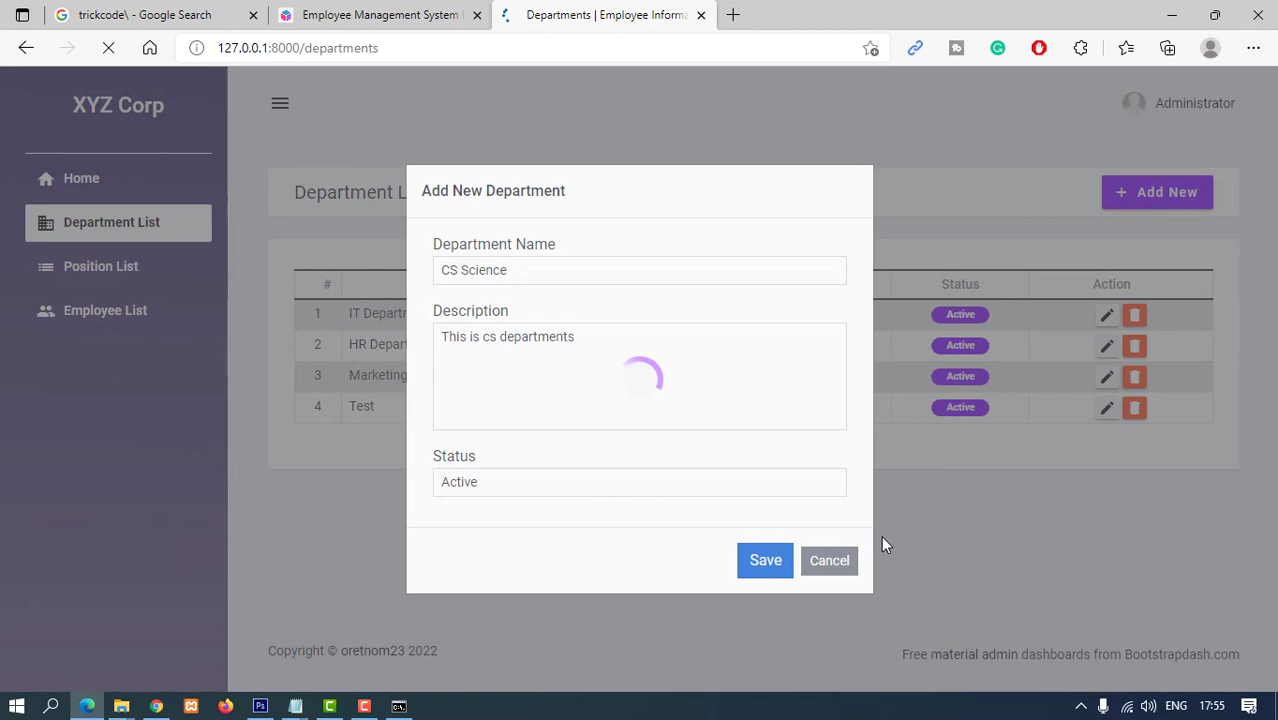 trickcode\ - Google Search
Employee Management System
Departments | Employee Informa
127.0.0.1:8000/departments
XYZ Corp
Administrator
Home
Department List
Position List
Employee List
Department L
+ Add New
Add New Department
Department Name
CS Science
Description
This is cs departments
Status
Active
Save
Cancel
# Status Action
1 IT Departm Active
2 HR Depart Active
3 Marketing Active
4 Test Active
Copyright © oretnom23 2022
Free material admin dashboards from Bootstrapdash.com
ENG
17:55